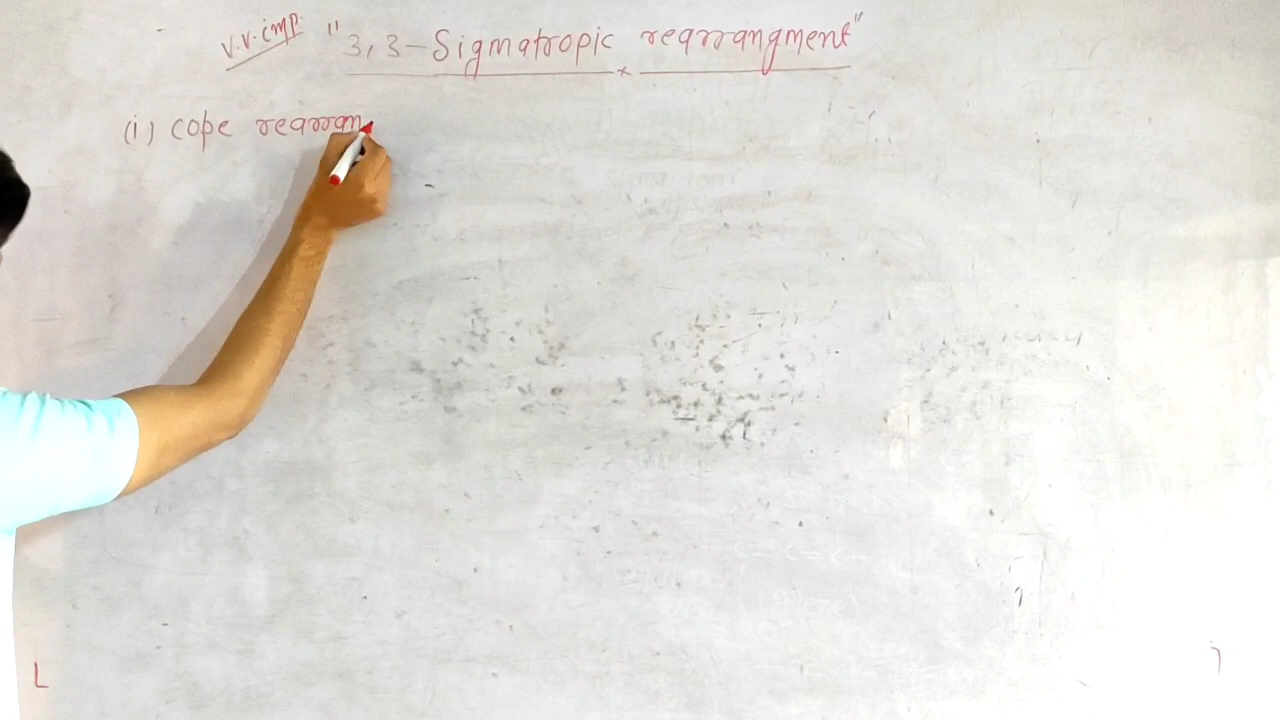 v.v.imp. "3,3-Sigmatropic rearrangment"
(i) cope rearran